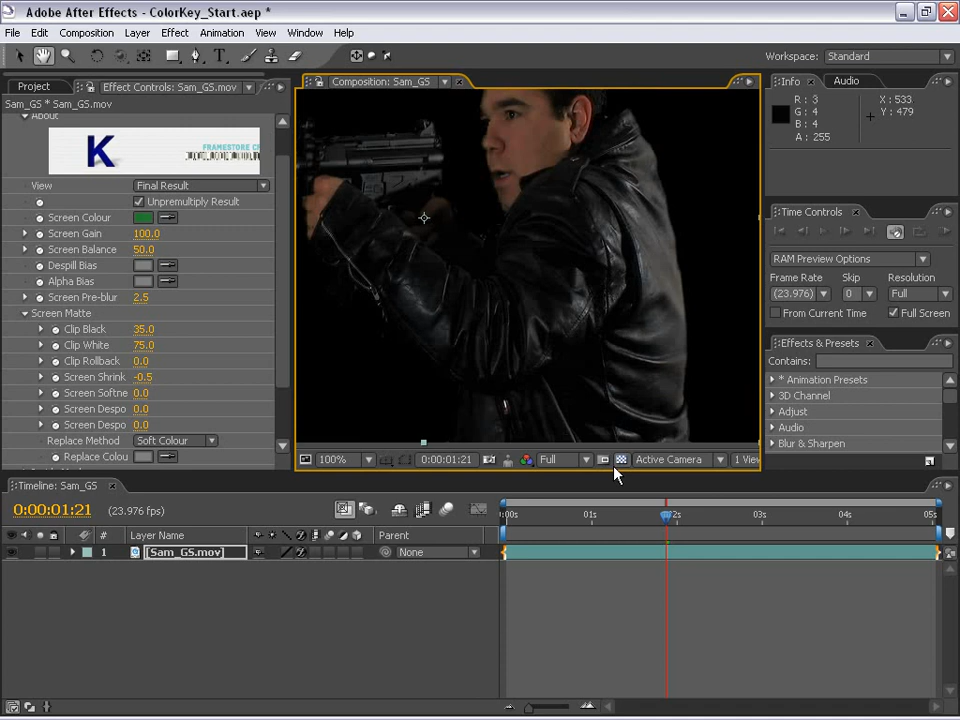 Adobe After Effects - ColorKey_Start.aep *
File Edit Composition Layer Effect Animation View Window Help
Workspace: Standard
Project Effect Controls: Sam_GS.mov
Sam_GS * Sam_GS.mov
About
K FRAMESTORE
View Final Result
Unpremultiply Result
Screen Colour
Screen Gain 100.0
Screen Balance 50.0
Despill Bias
Alpha Bias
Screen Pre-blur 2.5
Screen Matte
Clip Black 35.0
Clip White 75.0
Clip Rollback 0.0
Screen Shrink -0.5
Screen Softne 0.0
Screen Despo 0.0
Screen Despo 0.0
Replace Method Soft Colour
Replace Colou
Composition: Sam_GS
100% 0:00:01:21 Full Active Camera 1 Vie
Info Audio
R: 3 X: 533
G: 4 Y: 479
B: 4
A: 255
Time Controls
RAM Preview Options
Frame Rate Skip Resolution
(23.976) 0 Full
From Current Time Full Screen
Effects & Presets
Contains:
* Animation Presets
3D Channel
Adjust
Audio
Blur & Sharpen
Timeline: Sam_GS
0:00:01:21 (23.976 fps)
:00s 01s 2s 03s 04s 05s
# Layer Name Parent
1 [Sam_GS.mov] None